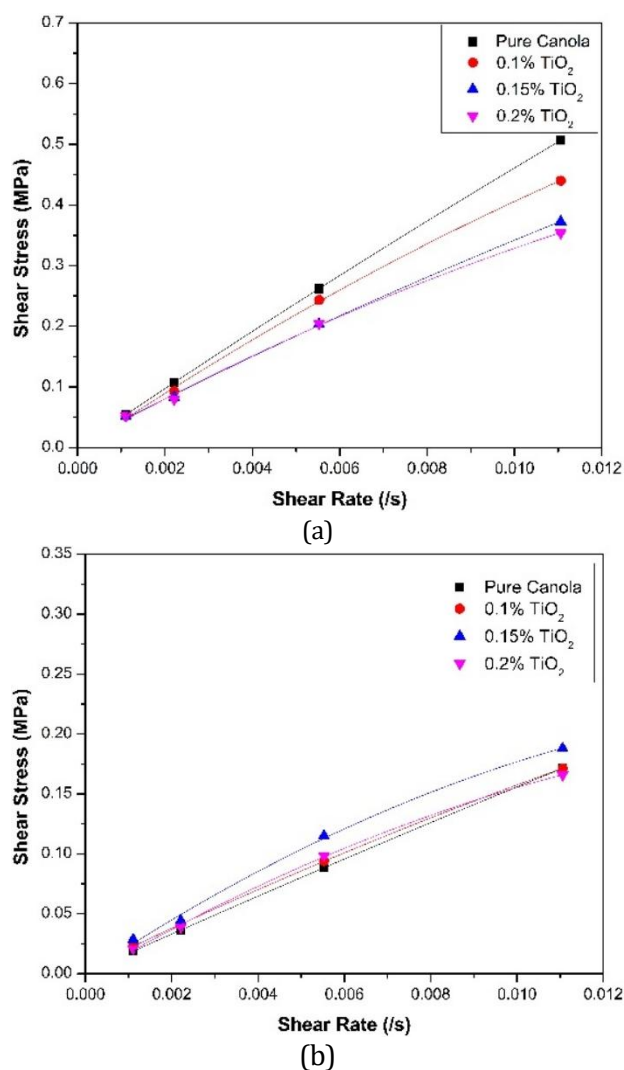 0.7
0.6
0.5
0.4
0.3
0.2
0.1
0.0
Shear Stress (MPa)
Pure Canola
0.1% TiO₂
0.15% TiO₂
0.2% TiO₂
0.000 0.002 0.004 0.006 0.008 0.010 0.012
Shear Rate (/s)
(a)
0.35
0.30
0.25
0.20
0.15
0.10
0.05
0.00
Shear Stress (MPa)
Pure Canola
0.1% TiO₂
0.15% TiO₂
0.2% TiO₂
0.000 0.002 0.004 0.006 0.008 0.010 0.012
Shear Rate (/s)
(b)